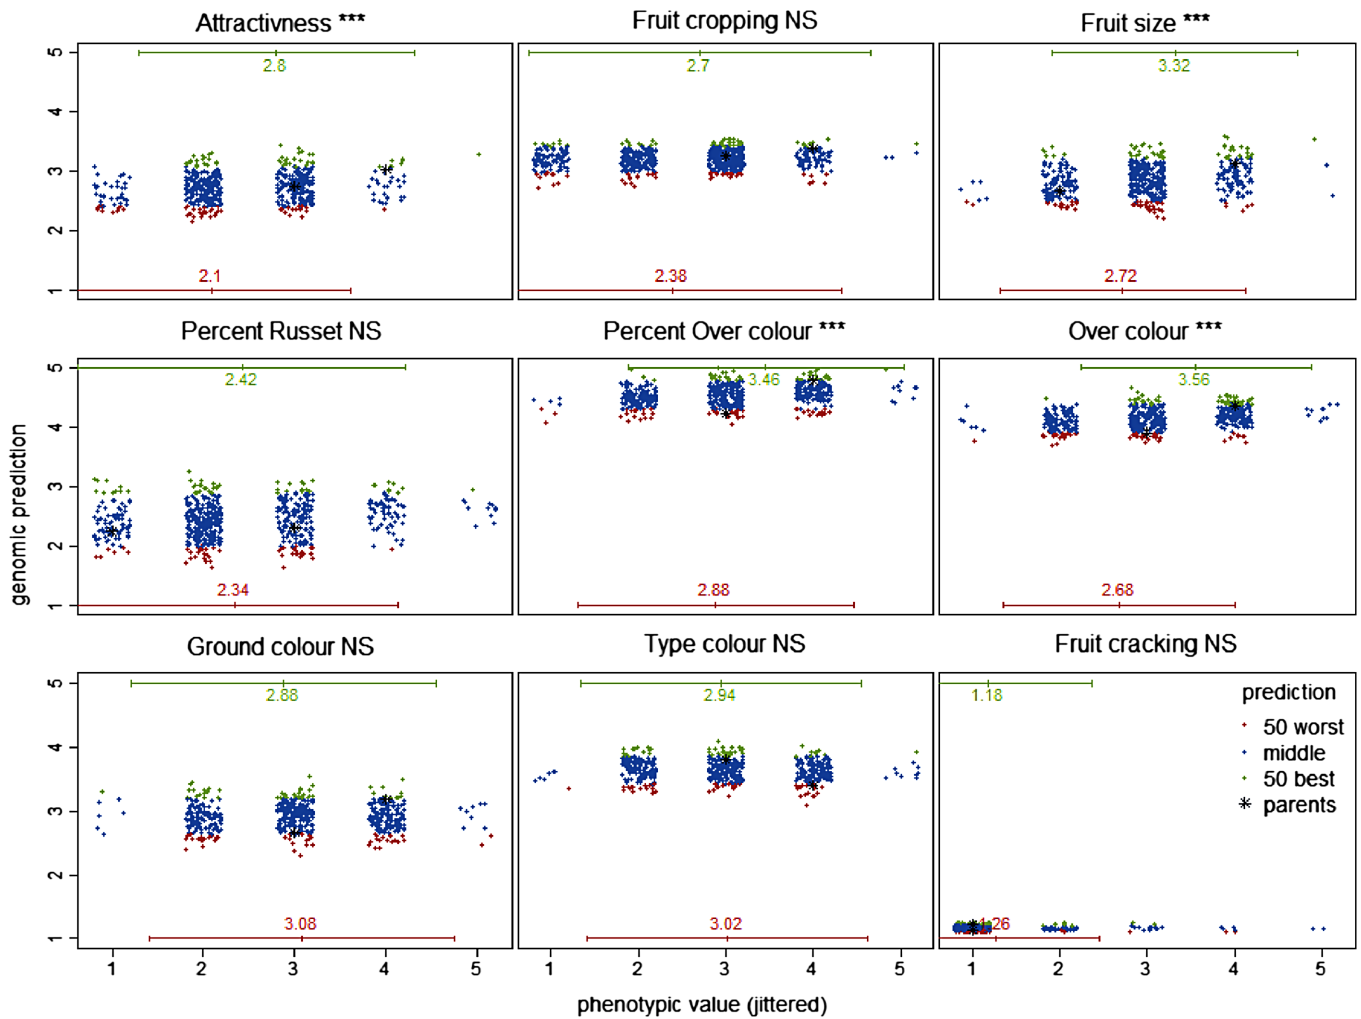 Attractivness ***
Fruit cropping NS
Fruit size ***
5
4
3
2
1
2.8
2.1
2.7
2.38
3.32
2.72
Percent Russet NS
Percent Over colour ***
Over colour ***
genomic prediction
5
4
3
2
1
2.42
2.34
3.46
2.88
3.56
2.68
Ground colour NS
Type colour NS
Fruit cracking NS
5
4
3
2
1
2.88
3.08
2.94
3.02
1.18
1.26
prediction
50 worst
middle
50 best
parents
1 2 3 4 5
1 2 3 4 5
1 2 3 4 5
phenotypic value (jittered)